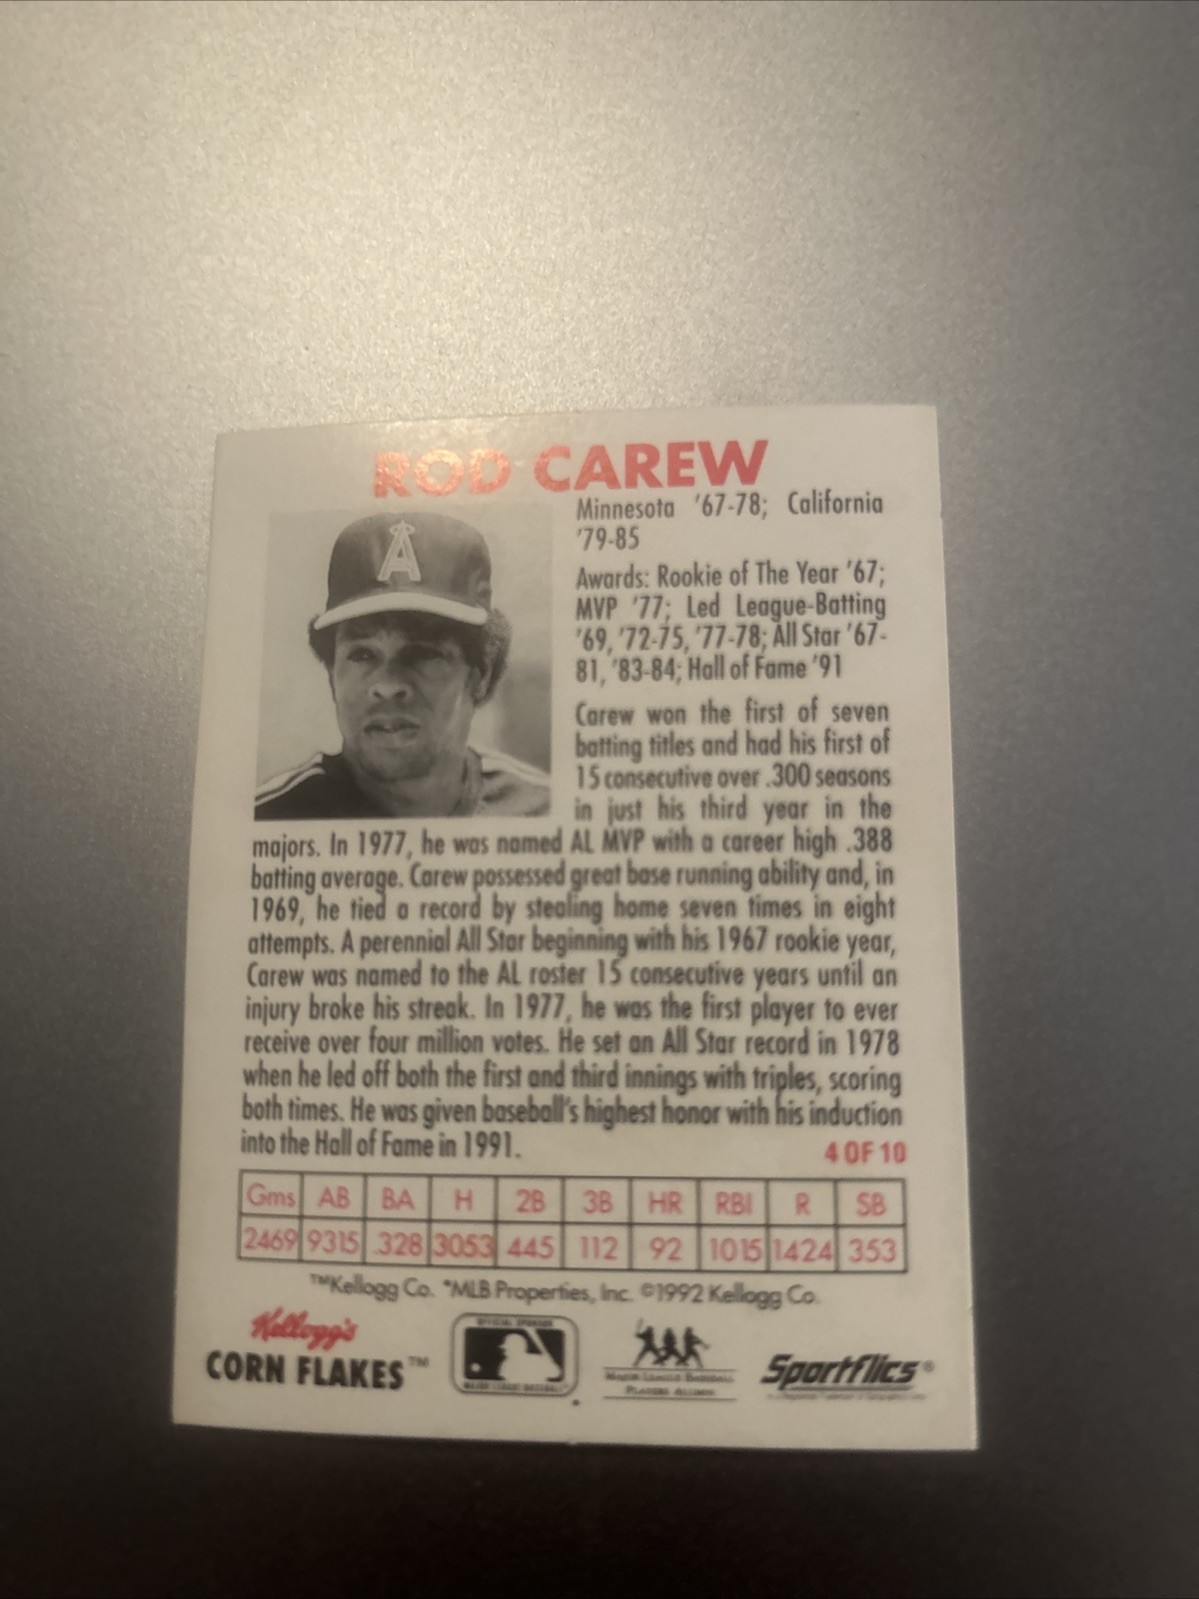 ROD CAREW
Minnesota '67-78; California
'79-85
Awards: Rookie of The Year '67;
MVP '77; Led League-Batting
'69, '72-75, '77-78; All Star '67-
81, '83-84; Hall of Fame '91
Carew won the first of seven
batting titles and had his first of
15 consecutive over .300 seasons
in just his third year in the
majors. In 1977, he was named AL MVP with a career high .388
batting average. Carew possessed great base running ability and, in
1969, he tied a record by stealing home seven times in eight
attempts. A perennial All Star beginning with his 1967 rookie year,
Carew was named to the AL roster 15 consecutive years until an
injury broke his streak. In 1977, he was the first player to ever
receive over four million votes. He set an All Star record in 1978
when he led off both the first and third innings with triples, scoring
both times. He was given baseball's highest honor with his induction
into the Hall of Fame in 1991.
4 OF 10
Gms AB BA H 2B 3B HR RBI R SB
2469 9315 .328 3053 445 112 92 1015 1424 353
™Kellogg Co. *MLB Properties, Inc. ©1992 Kellogg Co.
Kellogg's
CORN FLAKES™
OFFICIAL SPONSOR
MAJOR LEAGUE BASEBALL
MAJOR LEAGUE BASEBALL
PLAYERS ALUMNI
Sportflics®